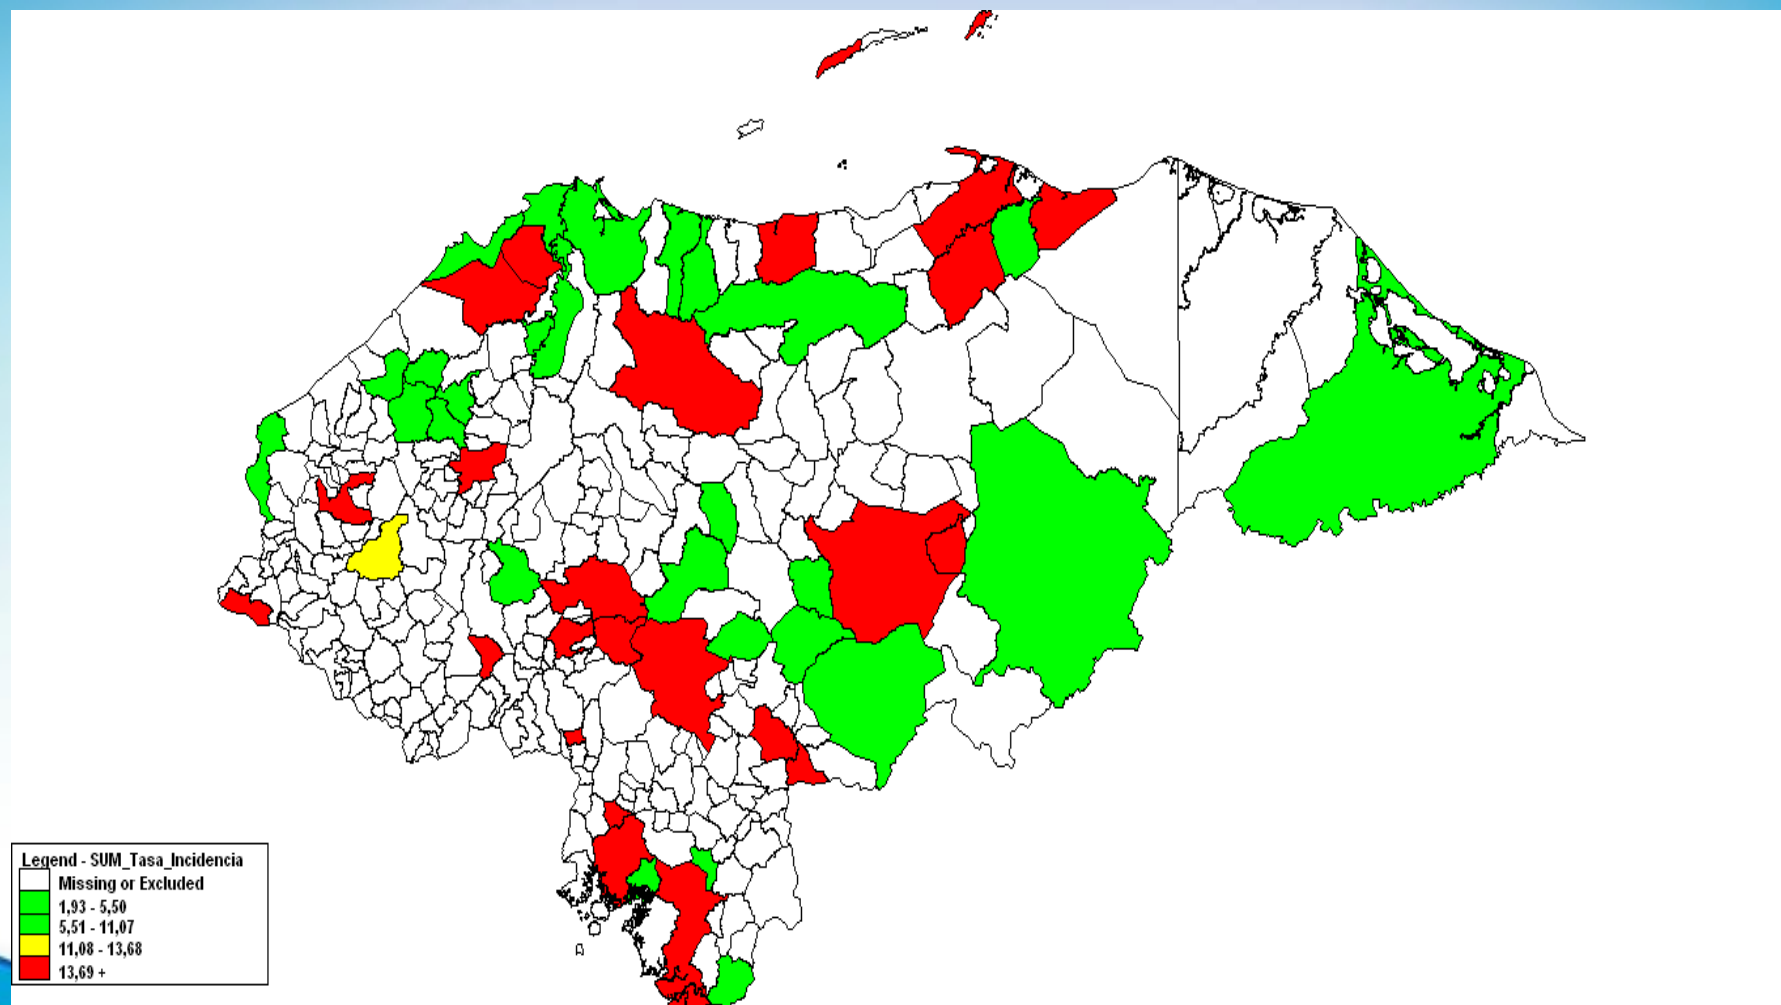 Legend - SUM_Tasa_Incidencia
Missing or Excluded
1,93 - 5,50
5,51 - 11,07
11,08 - 13,68
13,69 +